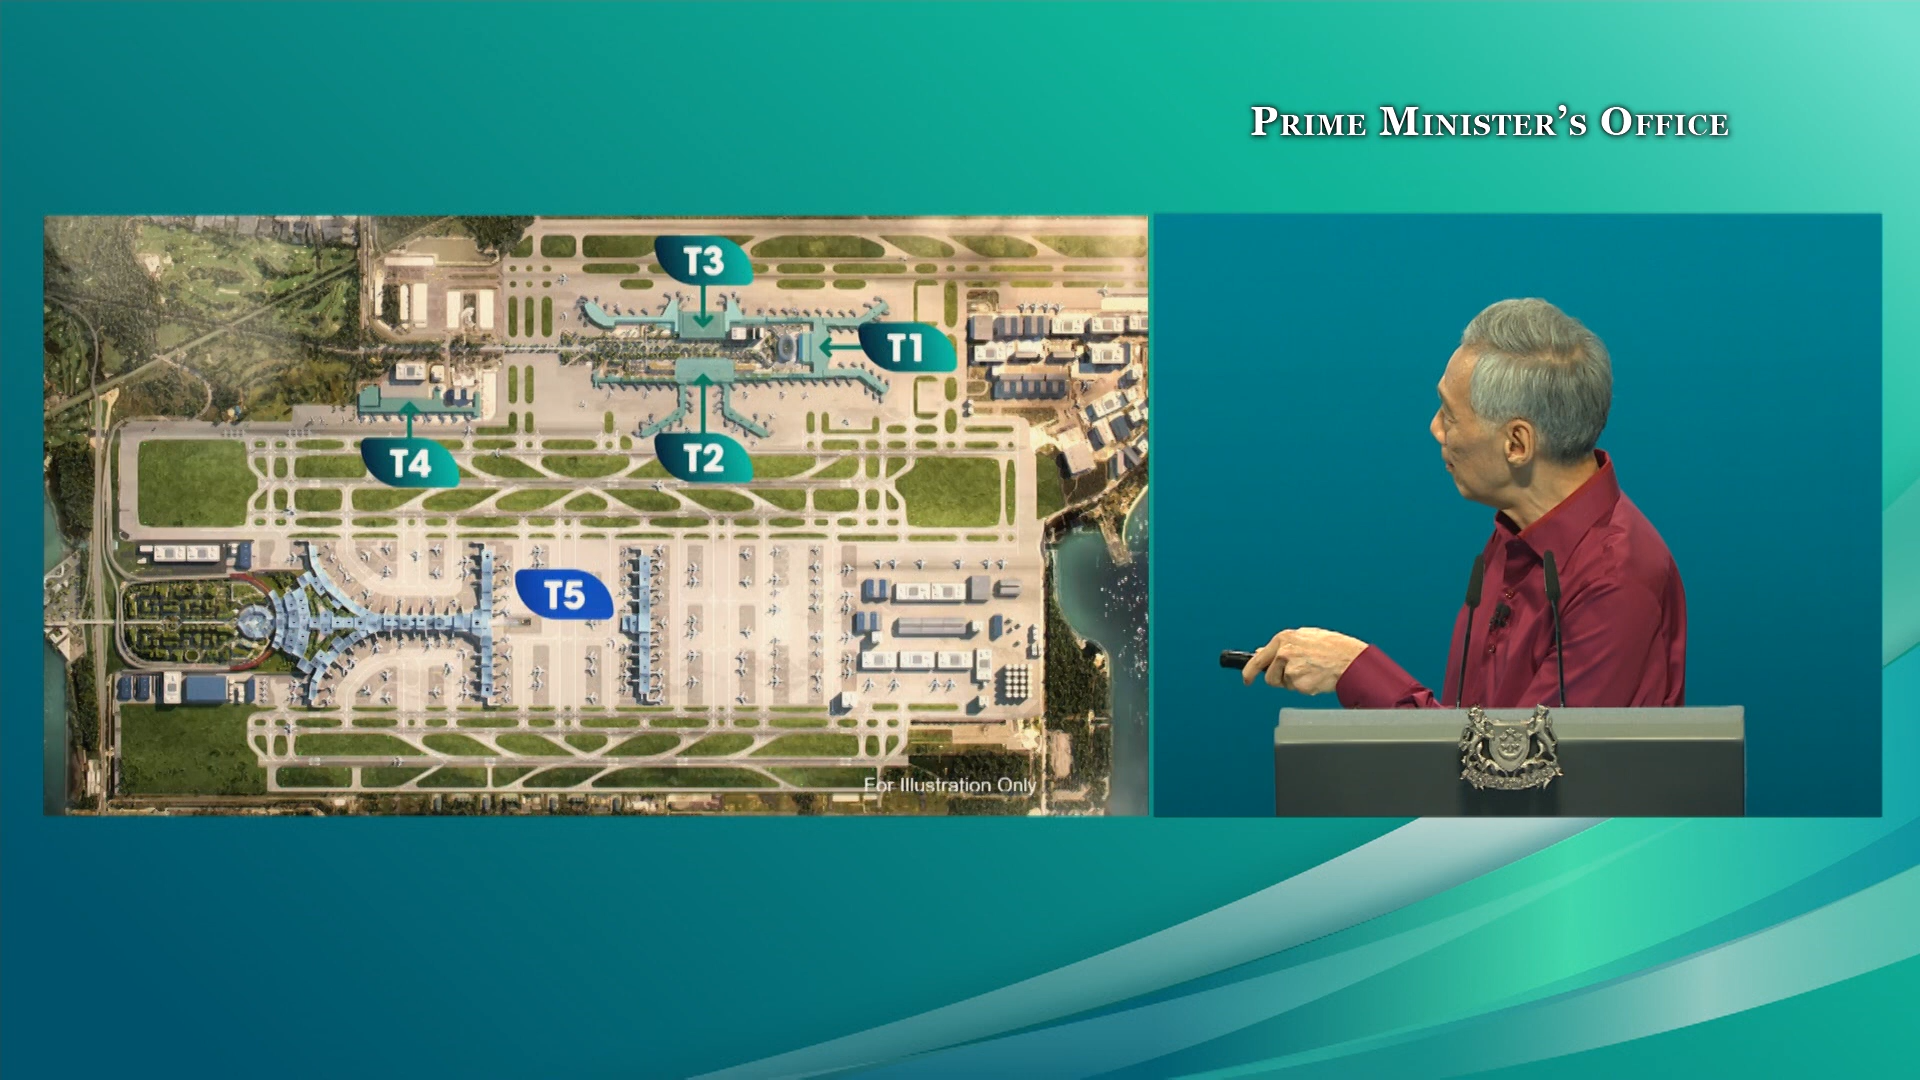 PRIME MINISTER'S OFFICE
T3
T1
T4
T2
T5
For Illustration Only